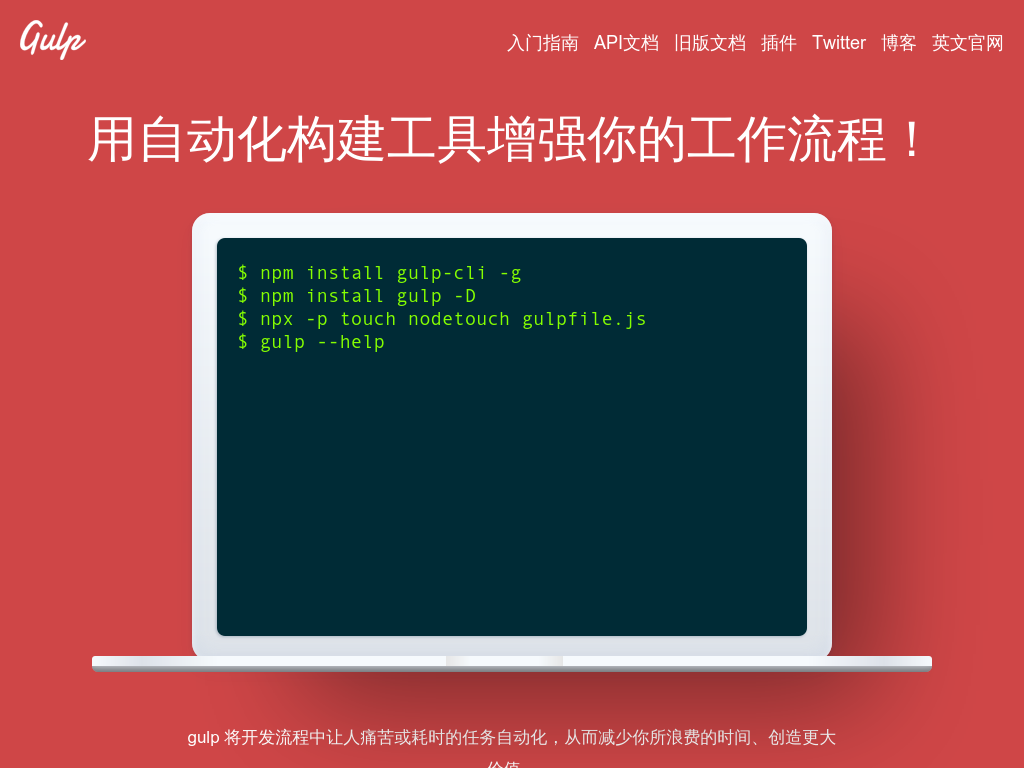 Gulp
入门指南 API文档 旧版文档 插件 Twitter 博客 英文官网
用自动化构建工具增强你的工作流程！
$ npm install gulp-cli -g
$ npm install gulp -D
$ npx -p touch nodetouch gulpfile.js
$ gulp --help
gulp 将开发流程中让人痛苦或耗时的任务自动化，从而减少你所浪费的时间、创造更大
价值。